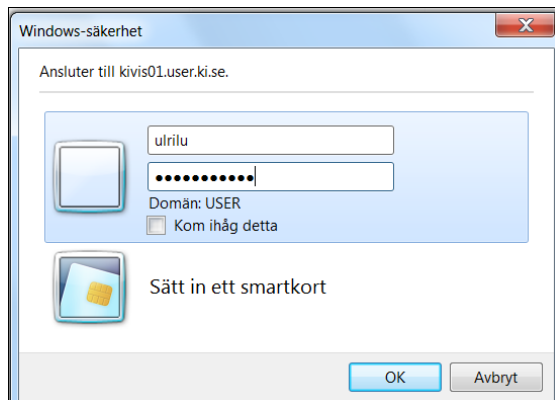 Windows-säkerhet
Ansluter till kivis01.user.ki.se.
ulrilu
●●●●●●●●●●●
Domän: USER
Kom ihåg detta
Sätt in ett smartkort
OK
Avbryt